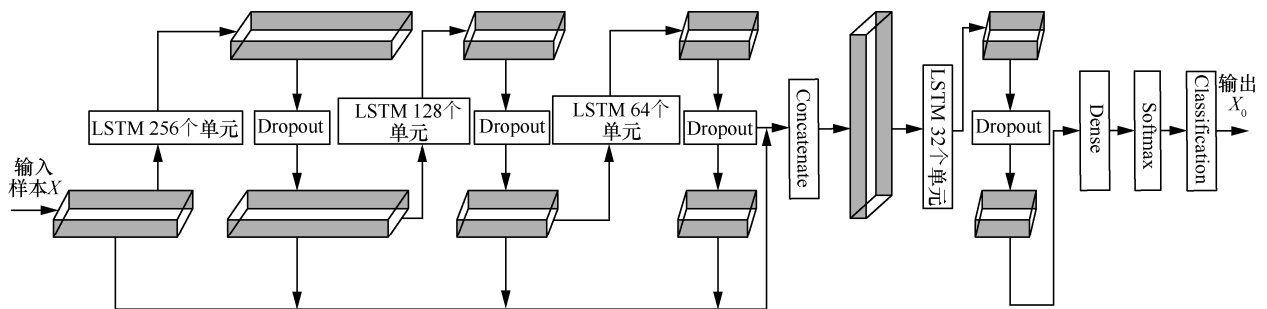 输入
样本X
LSTM 256个单元
Dropout
LSTM 128个
单元
Dropout
LSTM 64个
单元
Dropout
Concatenate
LSTM 32个单元
Dropout
Dense
Softmax
Classification
输出
X₀